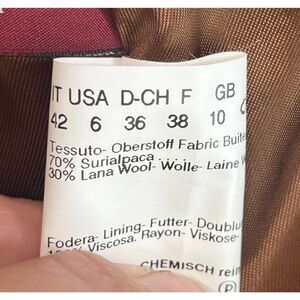 IT USA D-CH F GB
42 6 36 38 10
Tessuto- Oberstoff Fabric
70% Surialpaca
30% Lana Wool- Wolle- Laine
Fodera- Lining- Futter-
Viscosa. Rayon- Viskose-
CHEMISCH
P